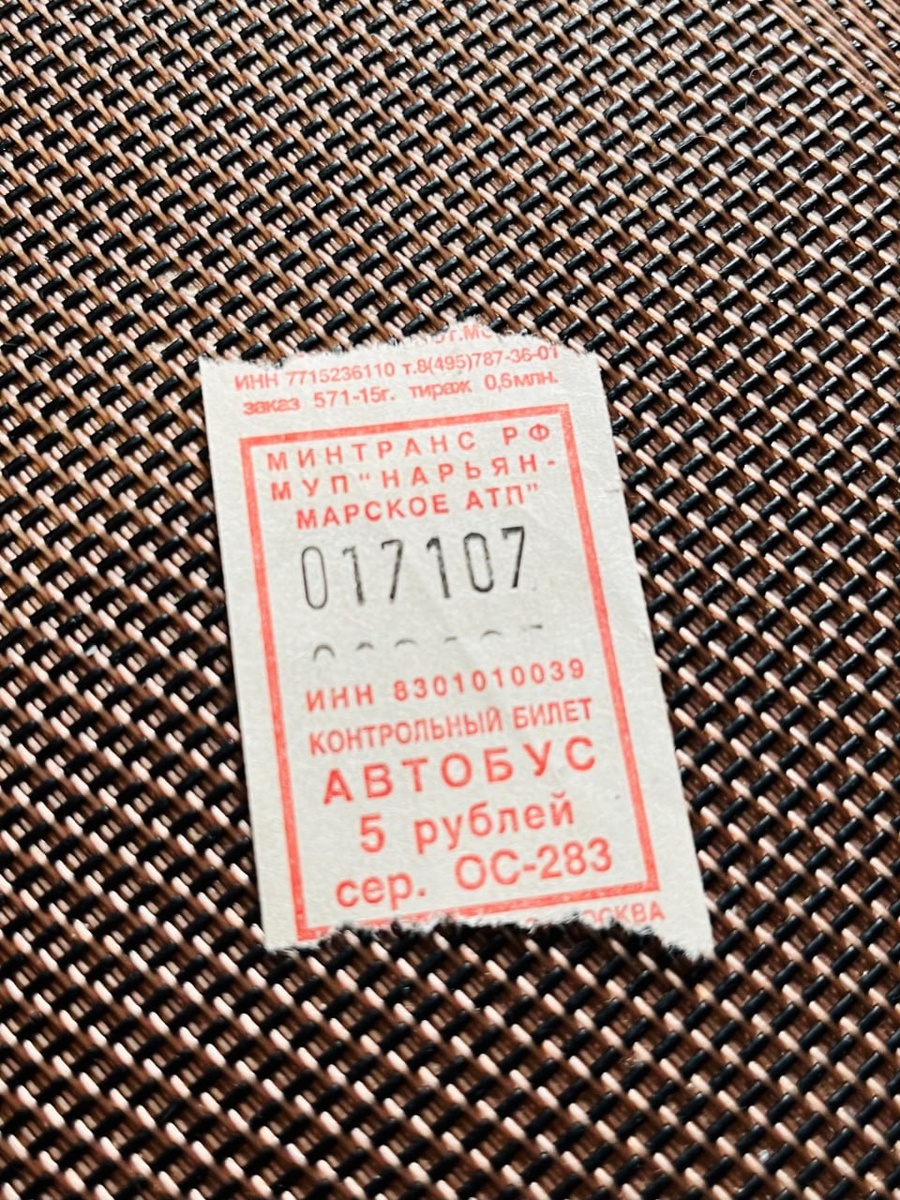 ИНН 7715236110 т.8(495)787-36-01
заказ 571-15г. тираж 0,6млн.
МИНТРАНС РФ
МУП "НАРЬЯН-
МАРСКОЕ АТП"
017107
ИНН 8301010039
КОНТРОЛЬНЫЙ БИЛЕТ
АВТОБУС
5 рублей
сер. ОС-283